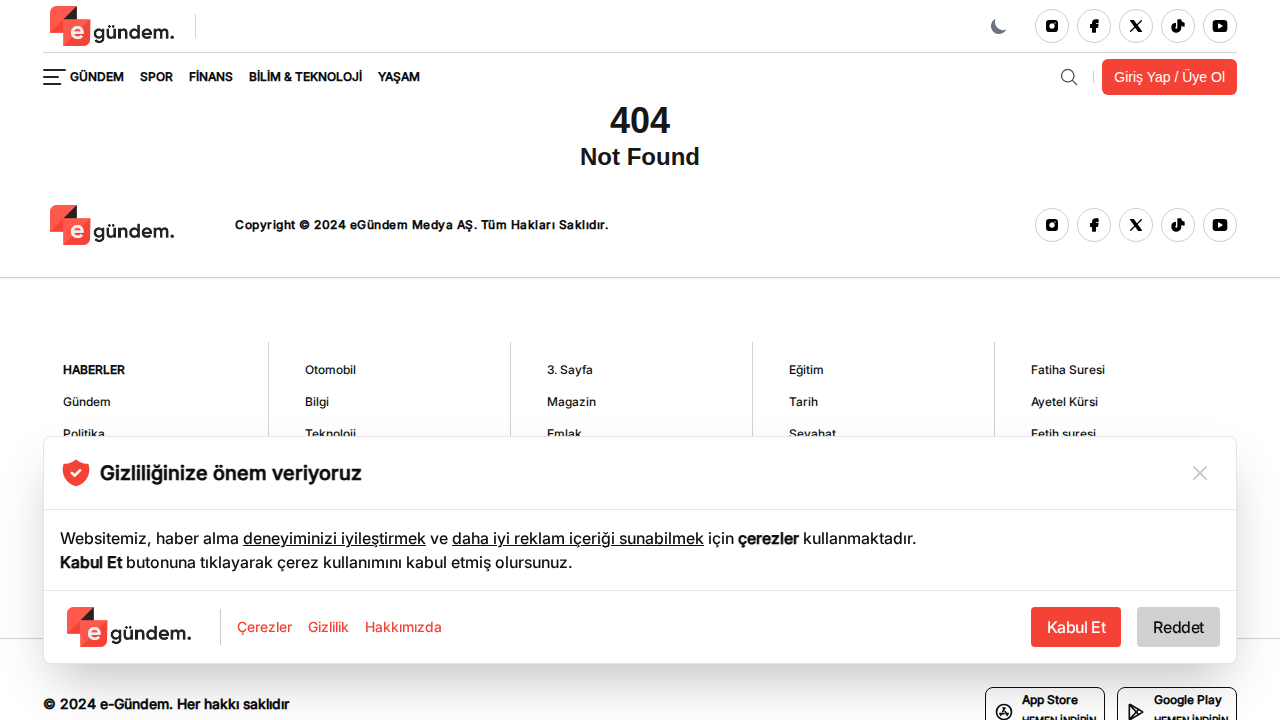 e gündem.
GÜNDEM SPOR FİNANS BİLİM & TEKNOLOJİ YAŞAM
Giriş Yap / Üye Ol
404
Not Found
e gündem.
Copyright © 2024 eGündem Medya AŞ. Tüm Hakları Saklıdır.
HABERLER Otomobil 3. Sayfa Eğitim Fatiha Suresi
Gündem Bilgi Magazin Tarih Ayetel Kürsi
Politika Teknoloji Emlak Seyahat Fetih suresi
Gizliliğinize önem veriyoruz
Websitemiz, haber alma deneyiminizi iyileştirmek ve daha iyi reklam içeriği sunabilmek için çerezler kullanmaktadır.
Kabul Et butonuna tıklayarak çerez kullanımını kabul etmiş olursunuz.
e gündem. Çerezler Gizlilik Hakkımızda Kabul Et Reddet
© 2024 e-Gündem. Her hakkı saklıdır
App Store Google Play
HEMEN İNDİRİN HEMEN İNDİRİN